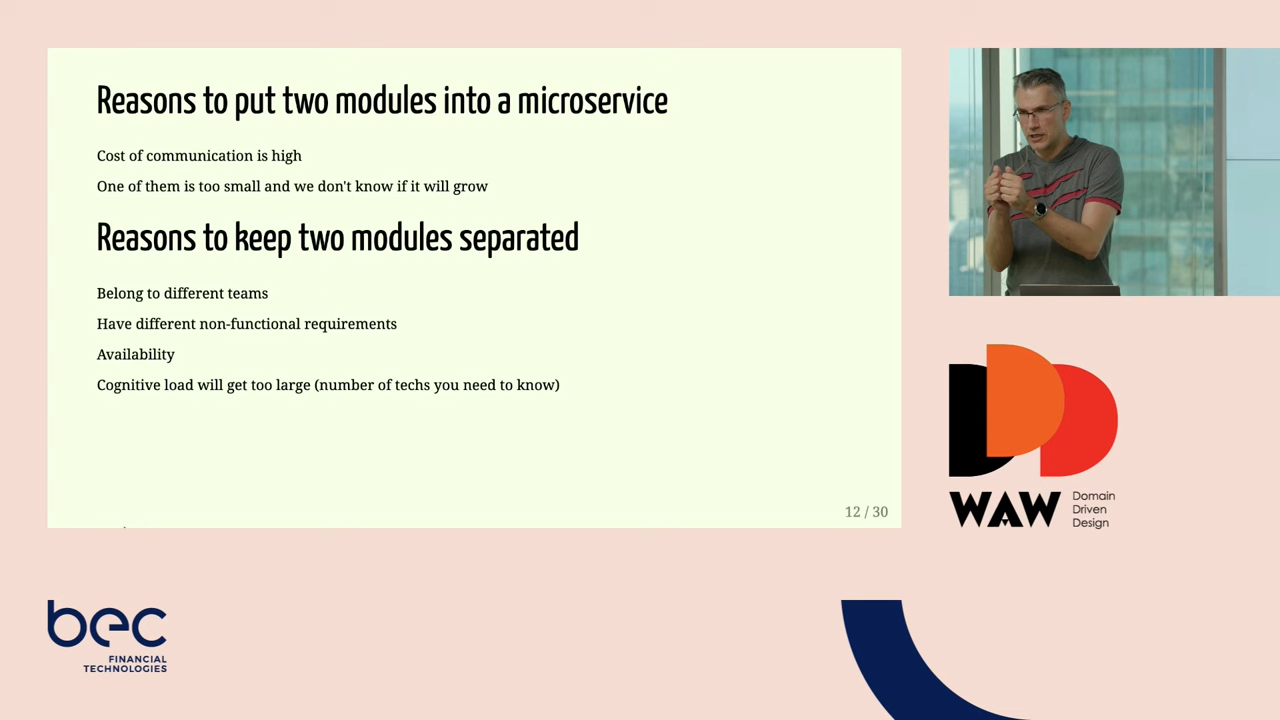 Reasons to put two modules into a microservice
Cost of communication is high
One of them is too small and we don't know if it will grow
Reasons to keep two modules separated
Belong to different teams
Have different non-functional requirements
Availability
Cognitive load will get too large (number of techs you need to know)
12 / 30
WAW
Domain
Driven
Design
bec
FINANCIAL
TECHNOLOGIES